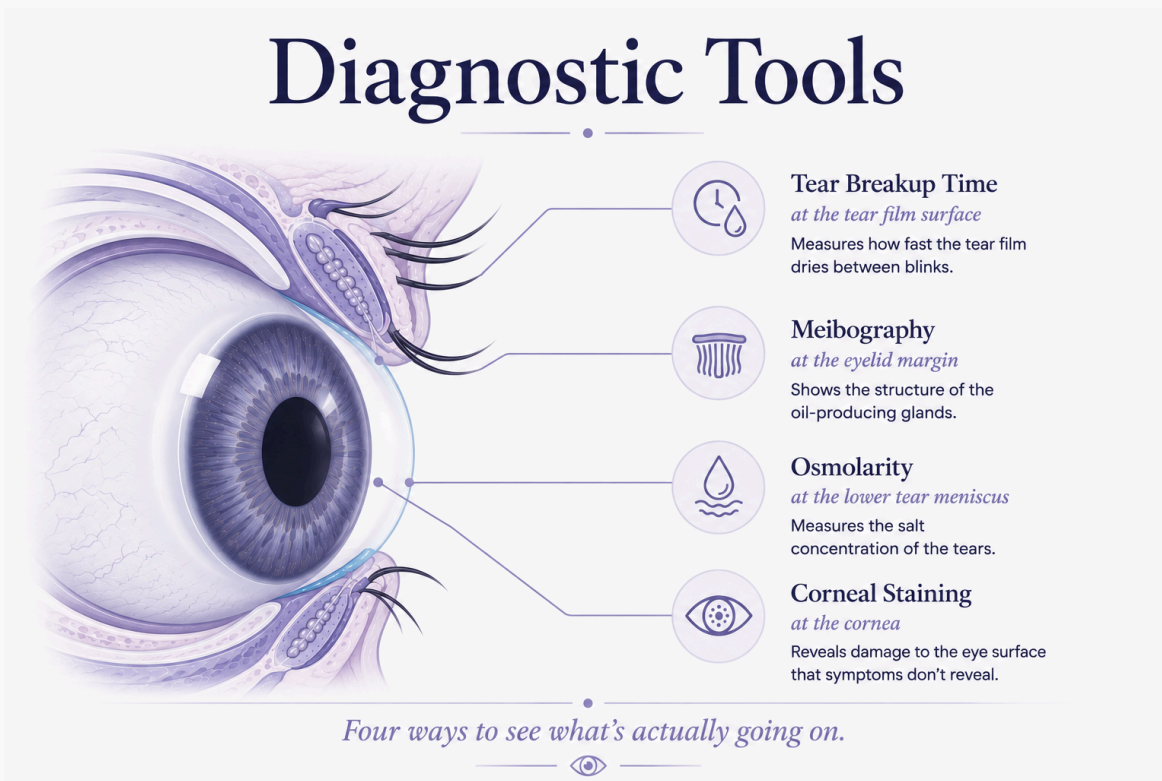 Diagnostic Tools
Tear Breakup Time
at the tear film surface
Measures how fast the tear film
dries between blinks.
Meibography
at the eyelid margin
Shows the structure of the
oil-producing glands.
Osmolarity
at the lower tear meniscus
Measures the salt
concentration of the tears.
Corneal Staining
at the cornea
Reveals damage to the eye surface
that symptoms don’t reveal.
Four ways to see what’s actually going on.